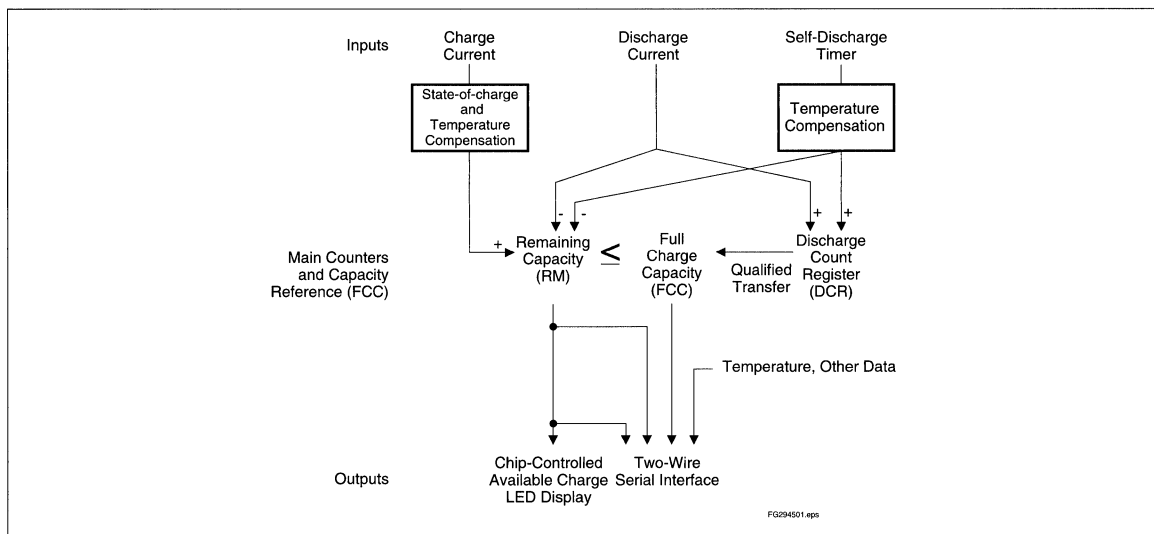 Inputs
Charge
Current
Discharge
Current
Self-Discharge
Timer
State-of-charge
and
Temperature
Compensation
Temperature
Compensation
- -
+ +
+
Main Counters
and Capacity
Reference (FCC)
Remaining
Capacity
(RM)
≤
Full
Charge
Capacity
(FCC)
Qualified
Transfer
Discharge
Count
Register
(DCR)
Temperature, Other Data
Outputs
Chip-Controlled
Available Charge
LED Display
Two-Wire
Serial Interface
FG294501.eps